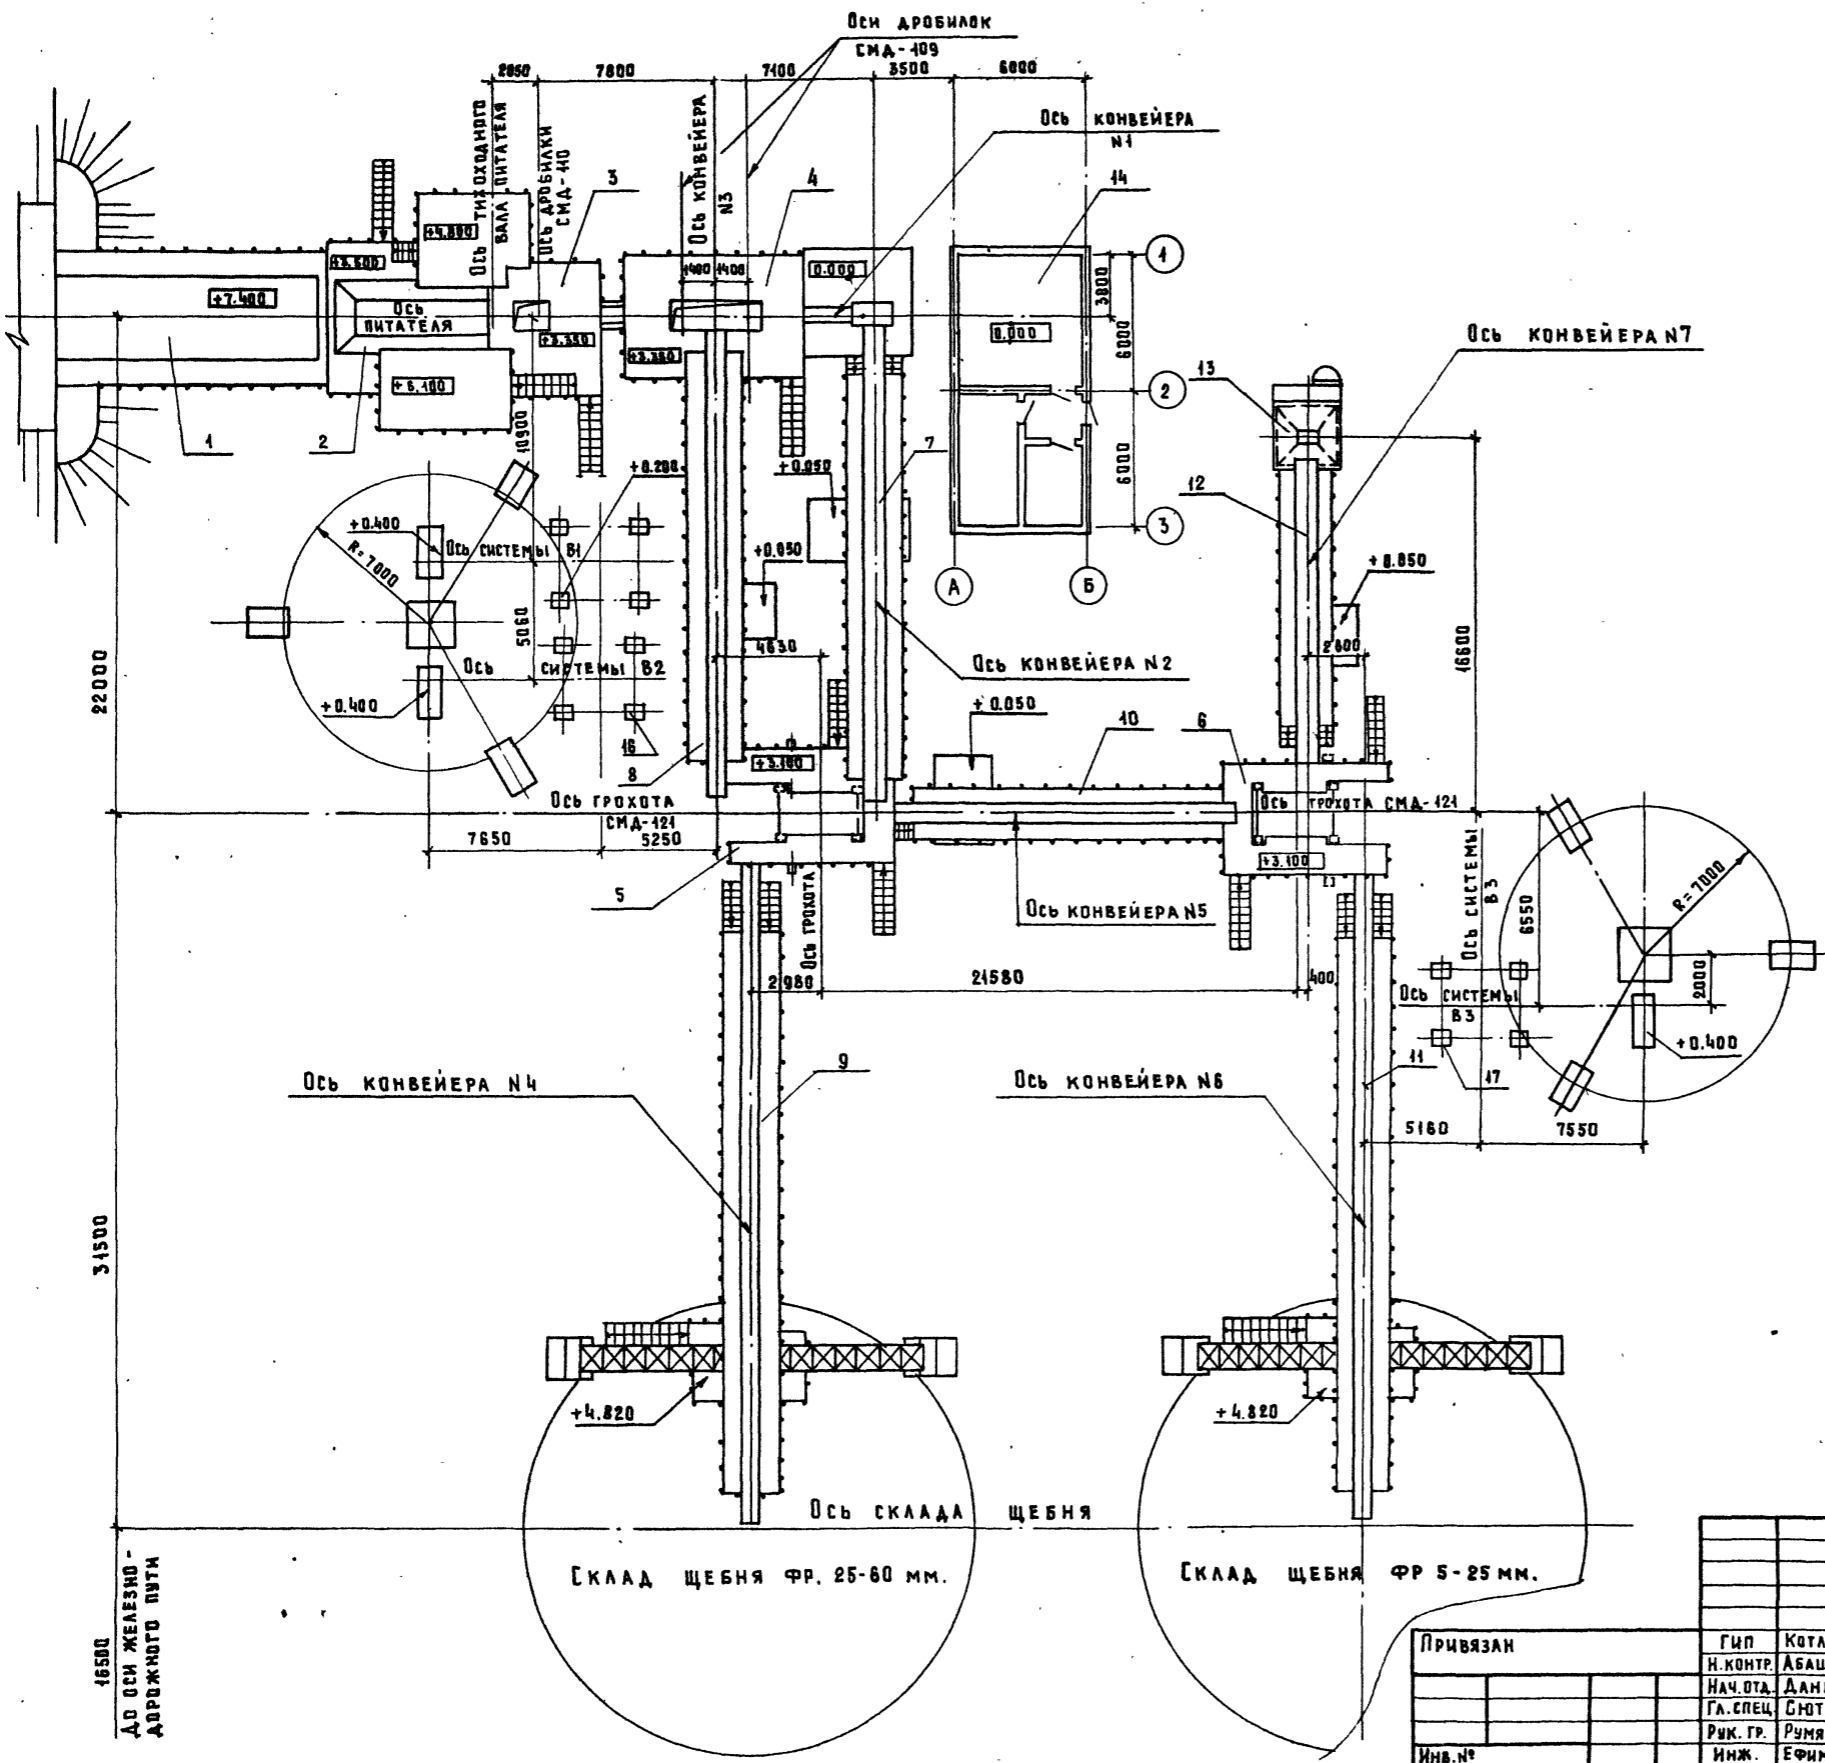 Оси дробилок
СМД-109
2050
7800
7100
3500
6000
Ось тихоходного
вала питателя
Ось дробилки
СМД-110
Ось конвейера
N3
Ось конвейера
N1
3
4
14
+4.800
1400
1400
0.000
1
+7.400
Ось
питателя
3800
0.000
6000
+3.350
+3.350
Ось конвейера N7
+6.100
2
13
1
2
10900
7
+0.200
+0.050
6000
12
3
+0.400
Ось системы В1
R=7000
+0.050
А
Б
+0.050
16600
5060
4630
2600
Ось системы В2
Ось конвейера N2
22000
+0.400
+0.050
10
6
16
8
+3.100
Ось грохота
СМД-121
Ось грохота СМД-121
7650
5250
+3.100
5
Ось грохота
Ось конвейера N5
Ось системы
В3
6550
R=7000
2980
21580
400
2000
Ось системы
В3
+0.400
9
11
17
Ось конвейера N4
Ось конвейера N6
5160
7550
31500
+4.820
+4.820
Ось склада щебня
Склад щебня фр. 25-60 мм.
Склад щебня фр 5-25 мм.
16500
До оси железно-
дорожного пути
Привязан
ГИП
Н.контр.
Нач.отд.
Гл.спец.
Рук. гр.
Инж.
Инв.№